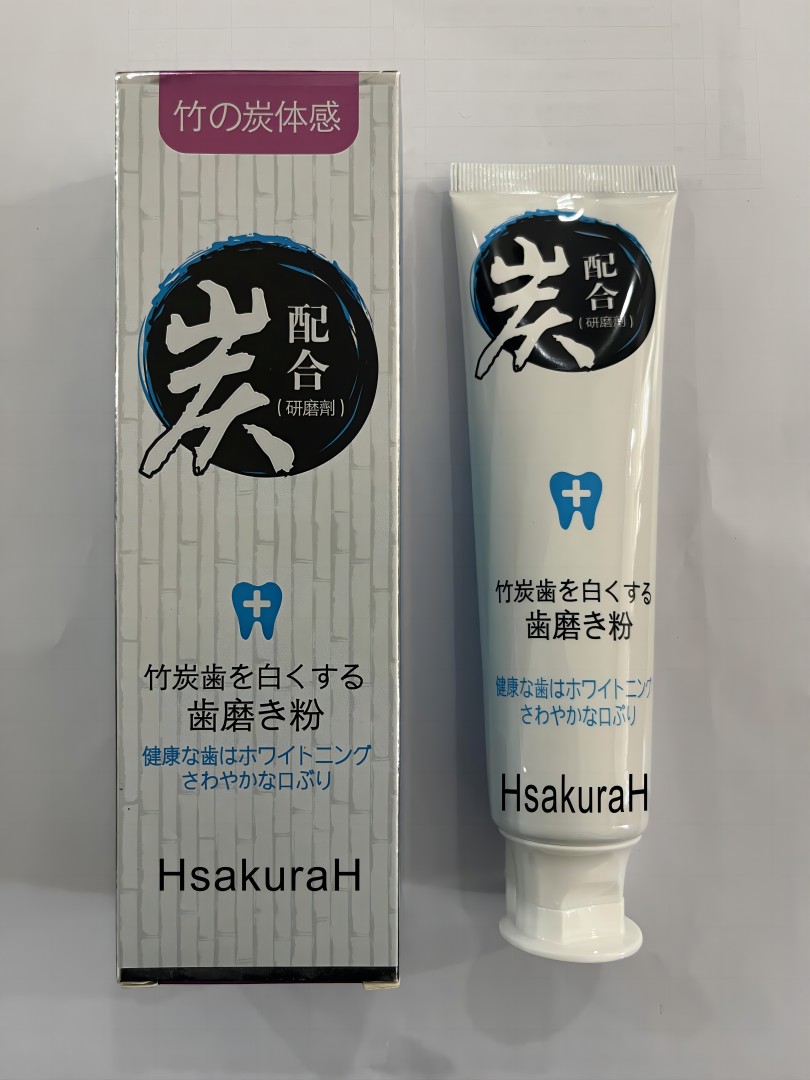 竹の炭体感
炭
配合
(研磨劑)
竹炭歯を白くする
歯磨き粉
健康な歯はホワイトニング
さわやかな口ぶり
HsakuraH
炭
配合
(研磨劑)
竹炭歯を白くする
歯磨き粉
健康な歯はホワイトニング
さわやかな口ぶり
HsakuraH